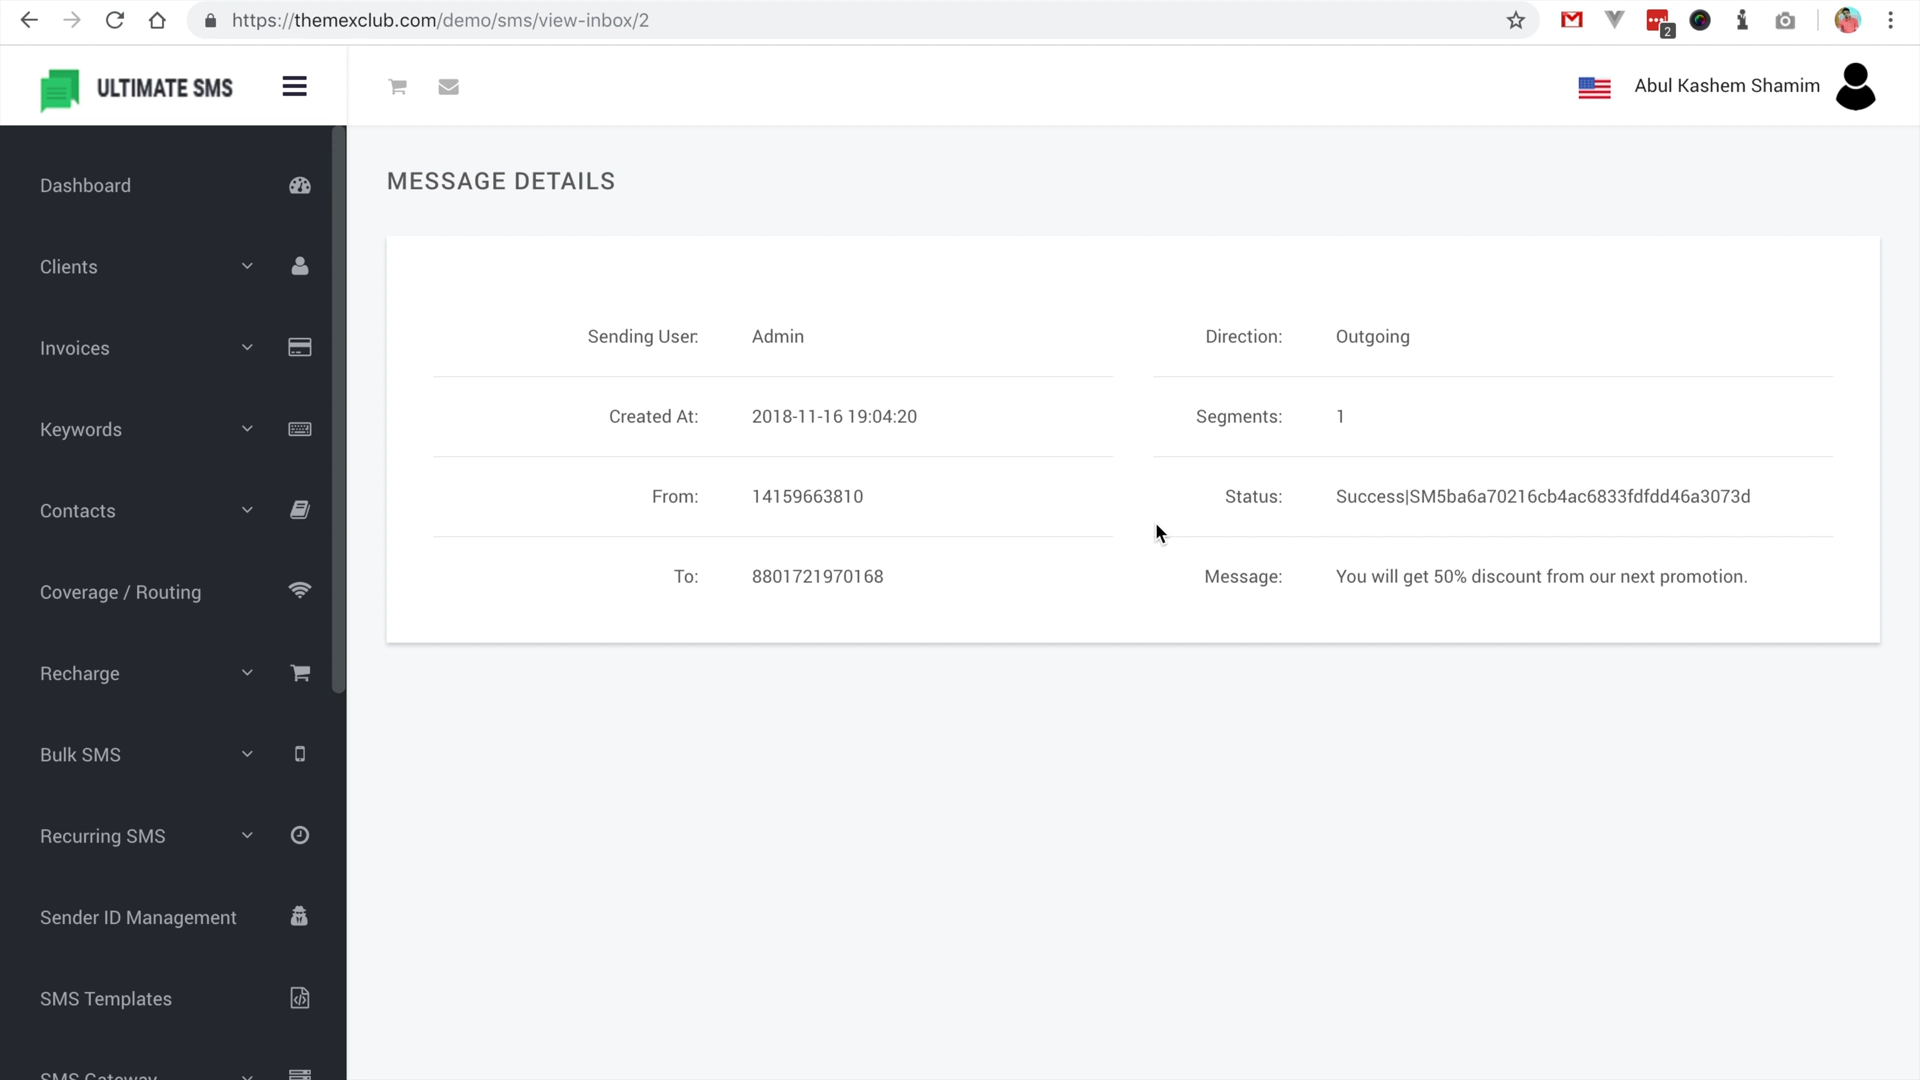 https://themexclub.com/demo/sms/view-inbox/2
2
ULTIMATE SMS
Abul Kashem Shamim
Dashboard
Clients
Invoices
Keywords
Contacts
Coverage / Routing
Recharge
Bulk SMS
Recurring SMS
Sender ID Management
SMS Templates
SMS Gateway
MESSAGE DETAILS
Sending User: Admin
Created At: 2018-11-16 19:04:20
From: 14159663810
To: 8801721970168
Direction: Outgoing
Segments: 1
Status: Success|SM5ba6a70216cb4ac6833fdfdd46a3073d
Message: You will get 50% discount from our next promotion.